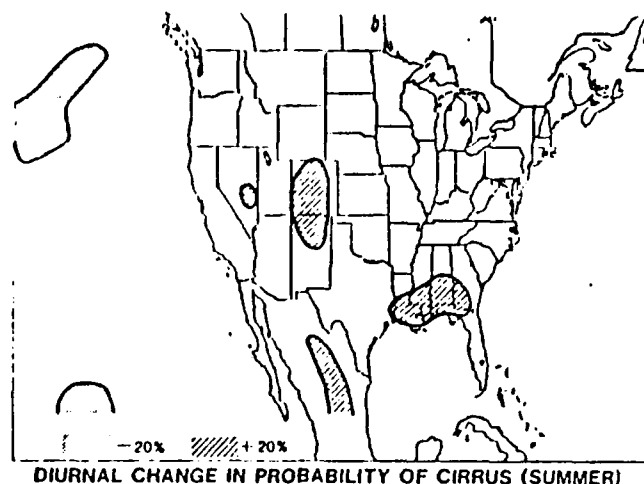 — 20% + 20%
DIURNAL CHANGE IN PROBABILITY OF CIRRUS (SUMMER)